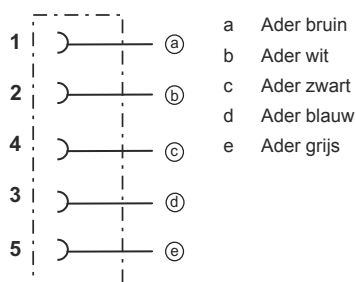 1 ⓐ
2 ⓑ
4 ⓒ
3 ⓓ
5 ⓔ
a Ader bruin
b Ader wit
c Ader zwart
d Ader blauw
e Ader grijs